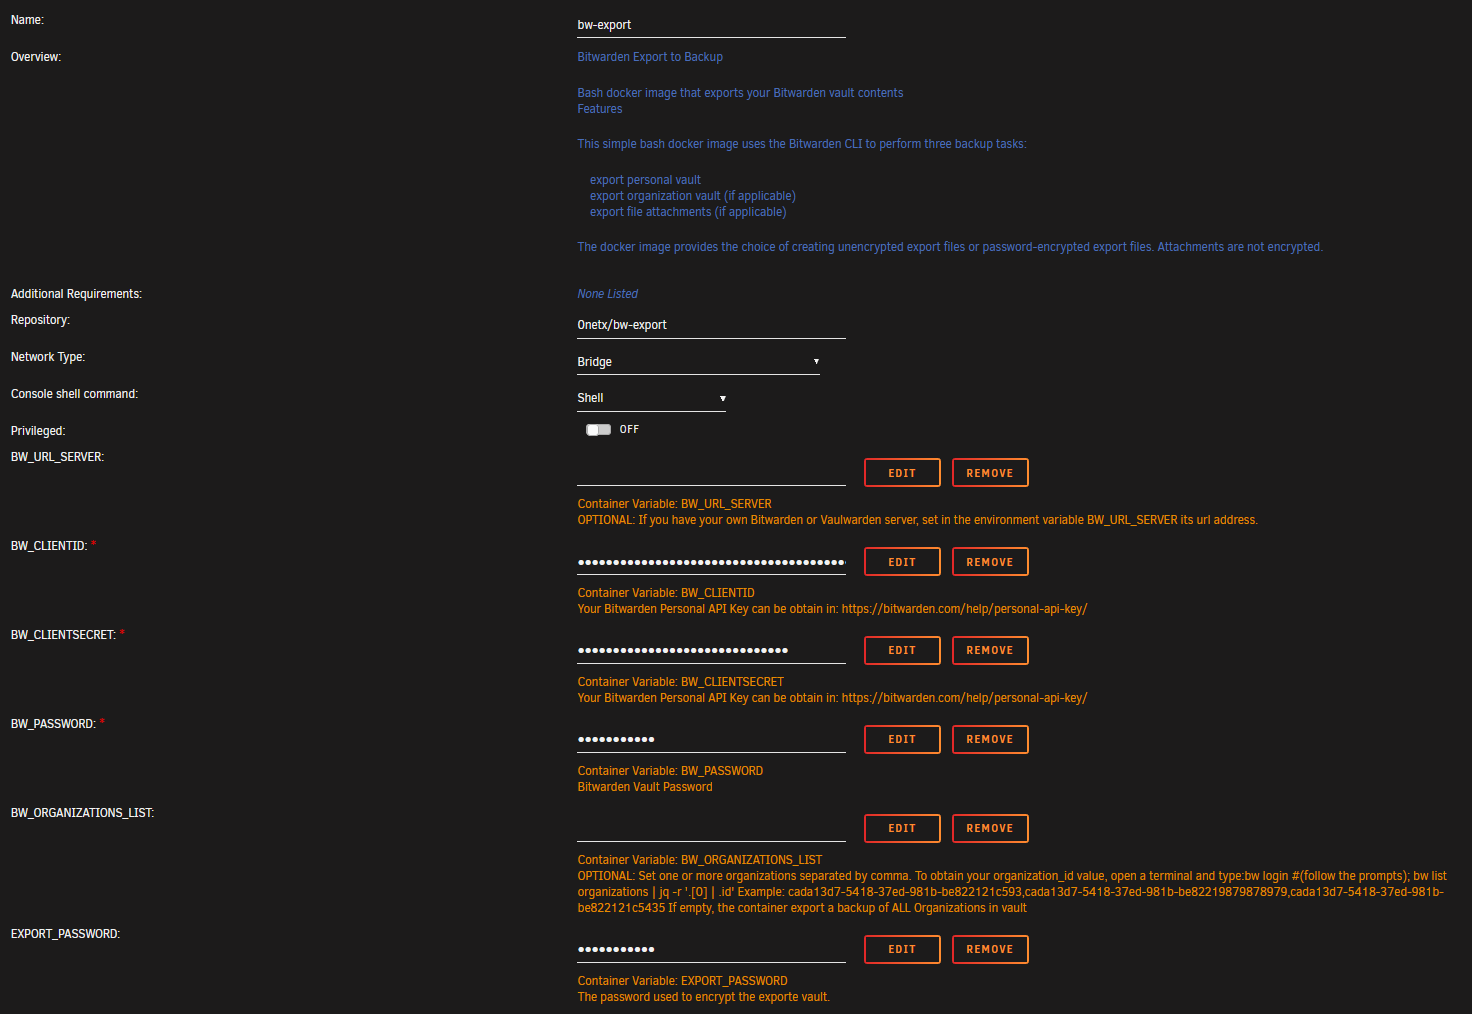 Name:
bw-export
Overview:
Bitwarden Export to Backup
Bash docker image that exports your Bitwarden vault contents
Features
This simple bash docker image uses the Bitwarden CLI to perform three backup tasks:
export personal vault
export organization vault (if applicable)
export file attachments (if applicable)
The docker image provides the choice of creating unencrypted export files or password-encrypted export files. Attachments are not encrypted.
Additional Requirements:
None Listed
Repository:
0netx/bw-export
Network Type:
Bridge
Console shell command:
Shell
Privileged:
OFF
BW_URL_SERVER:
EDIT REMOVE
Container Variable: BW_URL_SERVER
OPTIONAL: If you have your own Bitwarden or Vaulwarden server, set in the environment variable BW_URL_SERVER its url address.
BW_CLIENTID: *
EDIT REMOVE
Container Variable: BW_CLIENTID
Your Bitwarden Personal API Key can be obtain in: https://bitwarden.com/help/personal-api-key/
BW_CLIENTSECRET: *
EDIT REMOVE
Container Variable: BW_CLIENTSECRET
Your Bitwarden Personal API Key can be obtain in: https://bitwarden.com/help/personal-api-key/
BW_PASSWORD: *
EDIT REMOVE
Container Variable: BW_PASSWORD
Bitwarden Vault Password
BW_ORGANIZATIONS_LIST:
EDIT REMOVE
Container Variable: BW_ORGANIZATIONS_LIST
OPTIONAL: Set one or more organizations separated by comma. To obtain your organization_id value, open a terminal and type:bw login #(follow the prompts); bw list
organizations | jq -r '.[0] | .id' Example: cada13d7-5418-37ed-981b-be822121c593,cada13d7-5418-37ed-981b-be82219879878979,cada13d7-5418-37ed-981b-
be822121c5435 If empty, the container export a backup of ALL Organizations in vault
EXPORT_PASSWORD:
EDIT REMOVE
Container Variable: EXPORT_PASSWORD
The password used to encrypt the exporte vault.